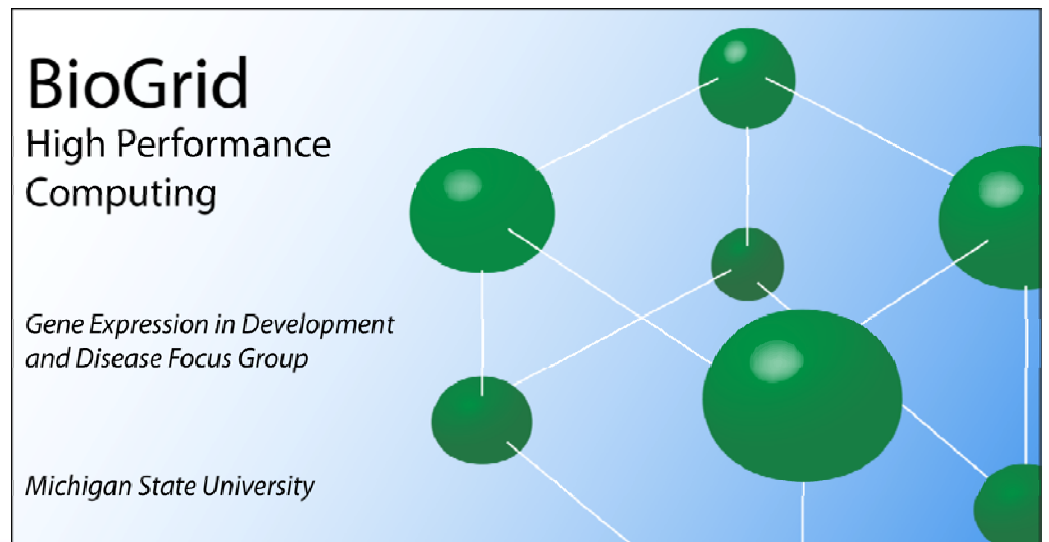 BioGrid
High Performance
Computing
Gene Expression in Development
and Disease Focus Group
Michigan State University